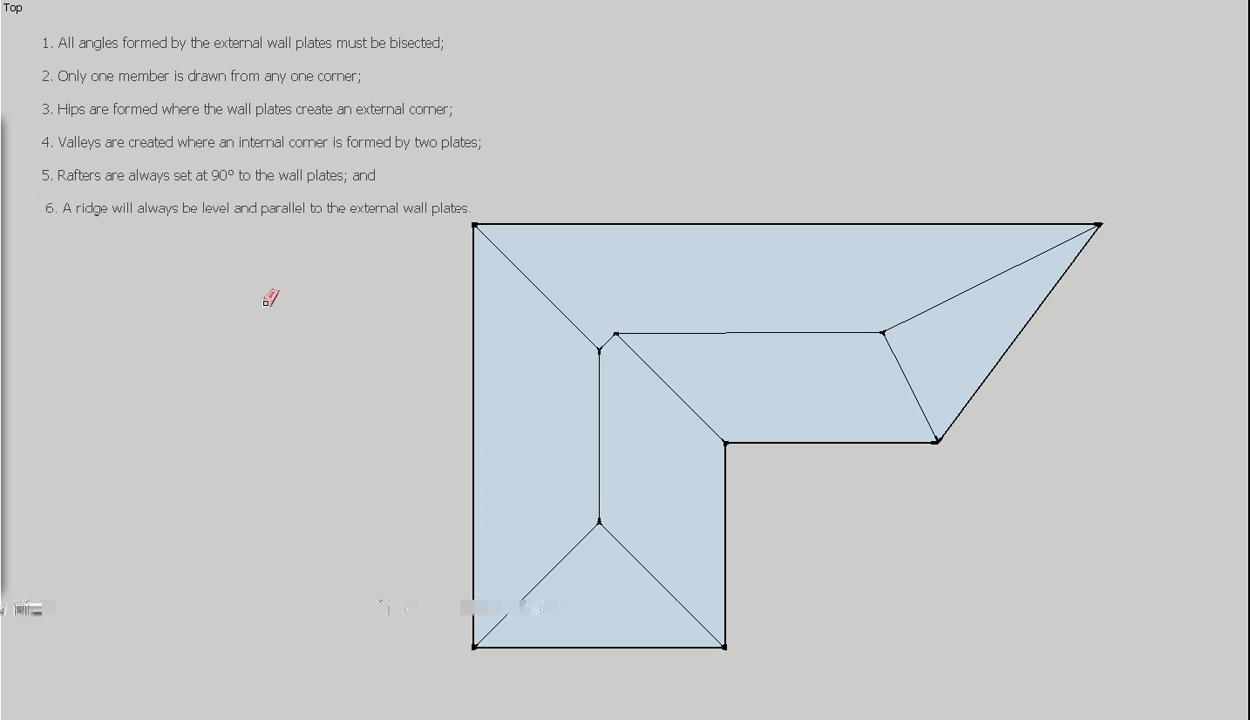 Top
1. All angles formed by the external wall plates must be bisected;
2. Only one member is drawn from any one corner;
3. Hips are formed where the wall plates create an external corner;
4. Valleys are created where an internal corner is formed by two plates;
5. Rafters are always set at 90º to the wall plates; and
6. A ridge will always be level and parallel to the external wall plates.